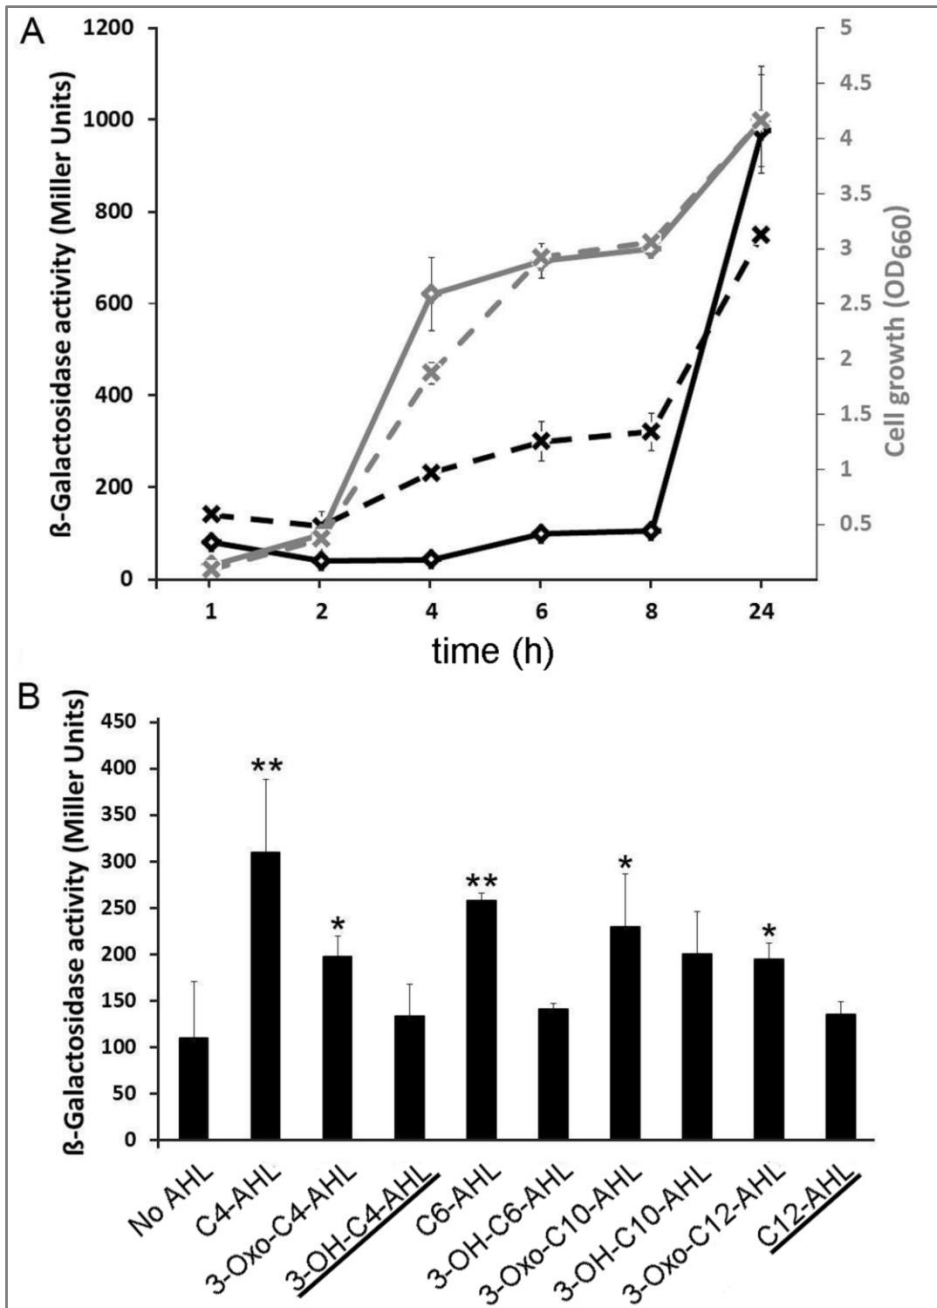 A
ß-Galactosidase activity (Miller Units)
1200
1000
800
600
400
200
0
5
4.5
4
3.5
3
2.5
2
1.5
1
0.5
Cell growth (OD660)
1 2 4 6 8 24
time (h)
B
ß-Galactosidase activity (Miller Units)
450
400
350
300
250
200
150
100
50
0
**
*
**
*
*
No AHL
C4-AHL
3-Oxo-C4-AHL
3-OH-C4-AHL
C6-AHL
3-OH-C6-AHL
3-Oxo-C10-AHL
3-OH-C10-AHL
3-Oxo-C12-AHL
C12-AHL